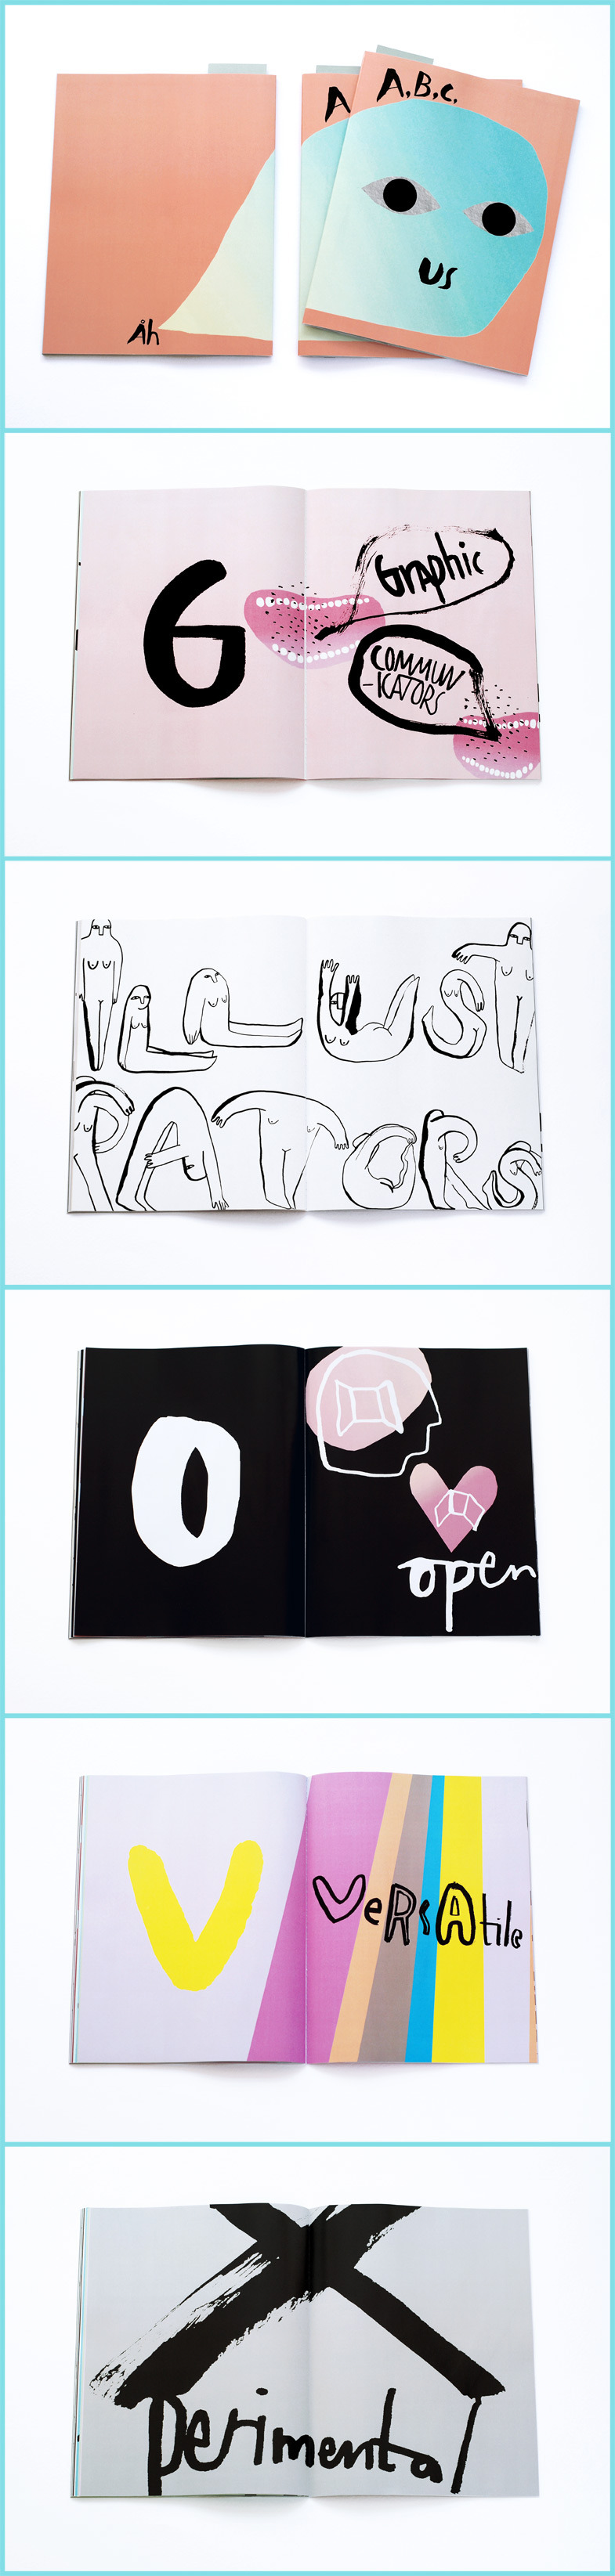 A
A,B,C,
us
Åh
G
Graphic
COMMUN
-ICATORS
ILLUST
RATORS
O
open
V
VeRsAtile
X
perimental